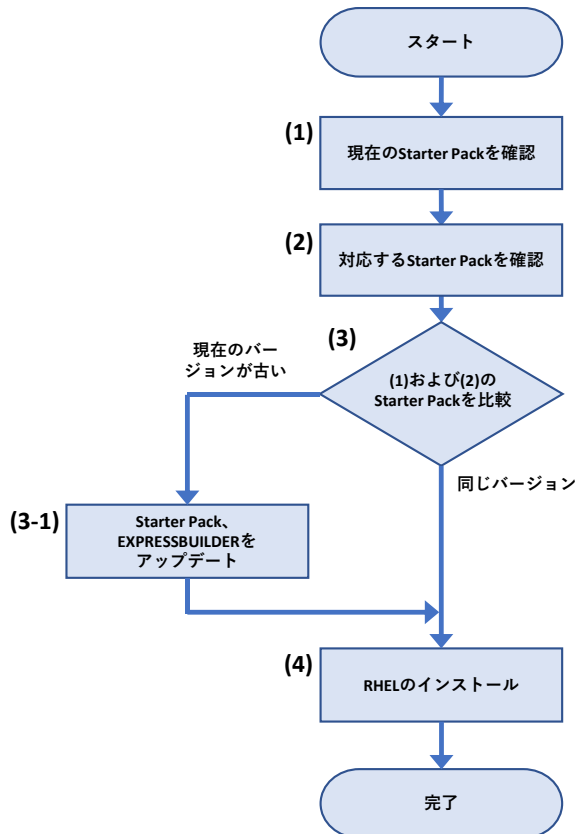 スタート
(1)
現在のStarter Packを確認
(2)
対応するStarter Packを確認
(3)
(1)および(2)の
Starter Packを比較
現在のバー
ジョンが古い
同じバージョン
(3-1)
Starter Pack、
EXPRESSBUILDERを
アップデート
(4)
RHELのインストール
完了